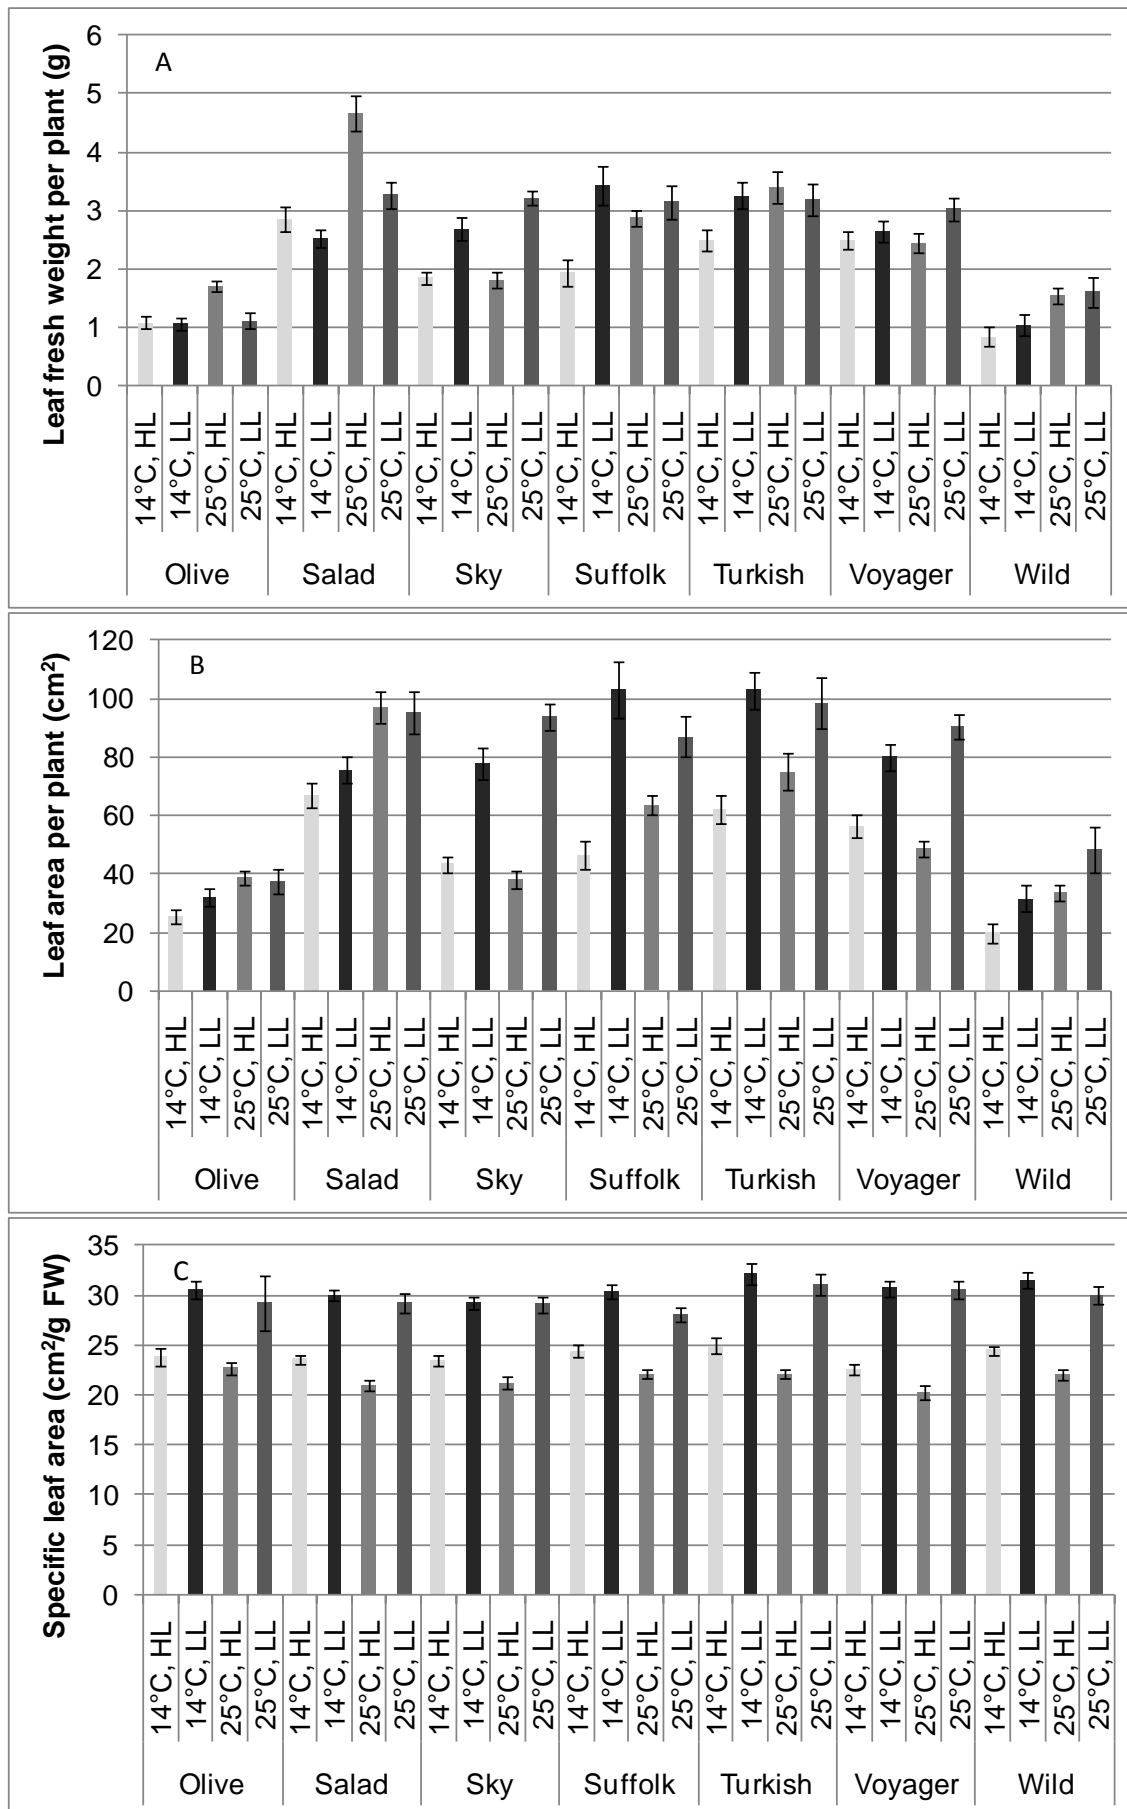 A
Leaf fresh weight per plant (g)
6
5
4
3
2
1
0
14°C, HL 14°C, LL 25°C, HL 25°C, LL 14°C, HL 14°C, LL 25°C, HL 25°C, LL 14°C, HL 14°C, LL 25°C, HL 25°C, LL 14°C, HL 14°C, LL 25°C, HL 25°C, LL 14°C, HL 14°C, LL 25°C, HL 25°C, LL 14°C, HL 14°C, LL 25°C, HL 25°C, LL 14°C, HL 14°C, LL 25°C, HL 25°C, LL
Olive Salad Sky Suffolk Turkish Voyager Wild
B
Leaf area per plant (cm²)
120
100
80
60
40
20
0
14°C, HL 14°C, LL 25°C, HL 25°C, LL 14°C, HL 14°C, LL 25°C, HL 25°C, LL 14°C, HL 14°C, LL 25°C, HL 25°C, LL 14°C, HL 14°C, LL 25°C, HL 25°C, LL 14°C, HL 14°C, LL 25°C, HL 25°C, LL 14°C, HL 14°C, LL 25°C, HL 25°C, LL 14°C, HL 14°C, LL 25°C, HL 25°C, LL
Olive Salad Sky Suffolk Turkish Voyager Wild
C
Specific leaf area (cm²/g FW)
35
30
25
20
15
10
5
0
14°C, HL 14°C, LL 25°C, HL 25°C, LL 14°C, HL 14°C, LL 25°C, HL 25°C, LL 14°C, HL 14°C, LL 25°C, HL 25°C, LL 14°C, HL 14°C, LL 25°C, HL 25°C, LL 14°C, HL 14°C, LL 25°C, HL 25°C, LL 14°C, HL 14°C, LL 25°C, HL 25°C, LL 14°C, HL 14°C, LL 25°C, HL 25°C, LL
Olive Salad Sky Suffolk Turkish Voyager Wild